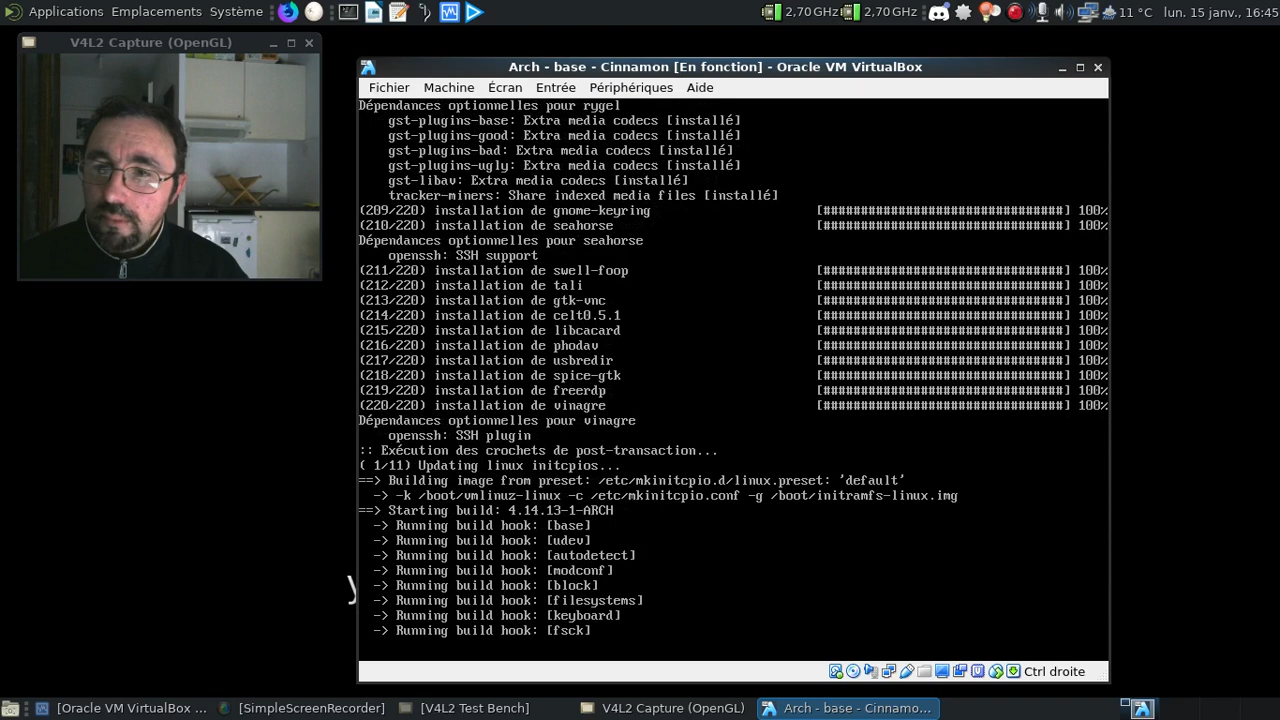 Applications Emplacements Système
2,70 GHz 2,70 GHz 11 °C lun. 15 janv., 16:45
V4L2 Capture (OpenGL)
Arch - base - Cinnamon [En fonction] - Oracle VM VirtualBox
Fichier Machine Écran Entrée Périphériques Aide
Dépendances optionnelles pour rygel
gst-plugins-base: Extra media codecs [installé]
gst-plugins-good: Extra media codecs [installé]
gst-plugins-bad: Extra media codecs [installé]
gst-plugins-ugly: Extra media codecs [installé]
gst-libav: Extra media codecs [installé]
tracker-miners: Share indexed media files [installé]
(209/220) installation de gnome-keyring [################################] 100%
(210/220) installation de seahorse [################################] 100%
Dépendances optionnelles pour seahorse
openssh: SSH support
(211/220) installation de swell-foop [################################] 100%
(212/220) installation de tali [################################] 100%
(213/220) installation de gtk-vnc [################################] 100%
(214/220) installation de celt0.5.1 [################################] 100%
(215/220) installation de libcacard [################################] 100%
(216/220) installation de phodav [################################] 100%
(217/220) installation de usbredir [################################] 100%
(218/220) installation de spice-gtk [################################] 100%
(219/220) installation de freerdp [################################] 100%
(220/220) installation de vinagre [################################] 100%
Dépendances optionnelles pour vinagre
openssh: SSH plugin
:: Exécution des crochets de post-transaction...
( 1/11) Updating linux initcpios...
==> Building image from preset: /etc/mkinitcpio.d/linux.preset: 'default'
-> -k /boot/vmlinuz-linux -c /etc/mkinitcpio.conf -g /boot/initramfs-linux.img
==> Starting build: 4.14.13-1-ARCH
-> Running build hook: [base]
-> Running build hook: [udev]
-> Running build hook: [autodetect]
-> Running build hook: [modconf]
-> Running build hook: [block]
-> Running build hook: [filesystems]
-> Running build hook: [keyboard]
-> Running build hook: [fsck]
Ctrl droite
[Oracle VM VirtualBox ... [SimpleScreenRecorder] [V4L2 Test Bench] V4L2 Capture (OpenGL) Arch - base - Cinnamo...